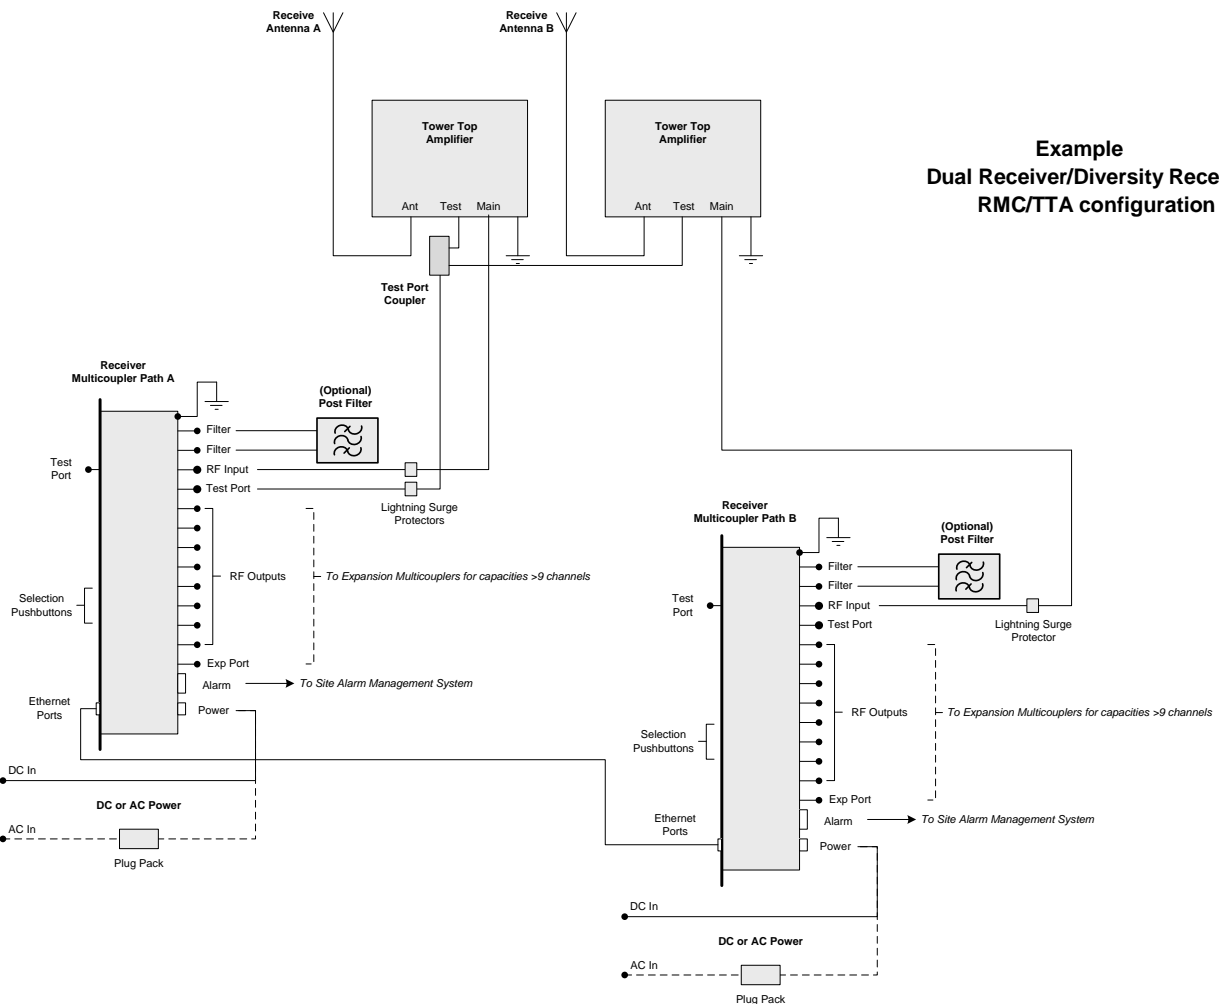 Receive
Antenna A
Receive
Antenna B
Tower Top
Amplifier
Ant Test Main
Tower Top
Amplifier
Ant Test Main
Example
Dual Receiver/Diversity Rece
RMC/TTA configuration
Test Port
Coupler
Receiver
Multicoupler Path A
(Optional)
Post Filter
Filter
Filter
RF Input
Test Port
Test
Port
Lightning Surge
Protectors
RF Outputs
To Expansion Multicouplers for capacities >9 channels
Selection
Pushbuttons
Exp Port
Alarm
To Site Alarm Management System
Ethernet
Ports
Power
DC In
DC or AC Power
AC In
Plug Pack
Receiver
Multicoupler Path B
(Optional)
Post Filter
Filter
Filter
RF Input
Test Port
Test
Port
Lightning Surge
Protector
RF Outputs
To Expansion Multicouplers for capacities >9 channels
Selection
Pushbuttons
Exp Port
Alarm
To Site Alarm Management System
Ethernet
Ports
Power
DC In
DC or AC Power
AC In
Plug Pack